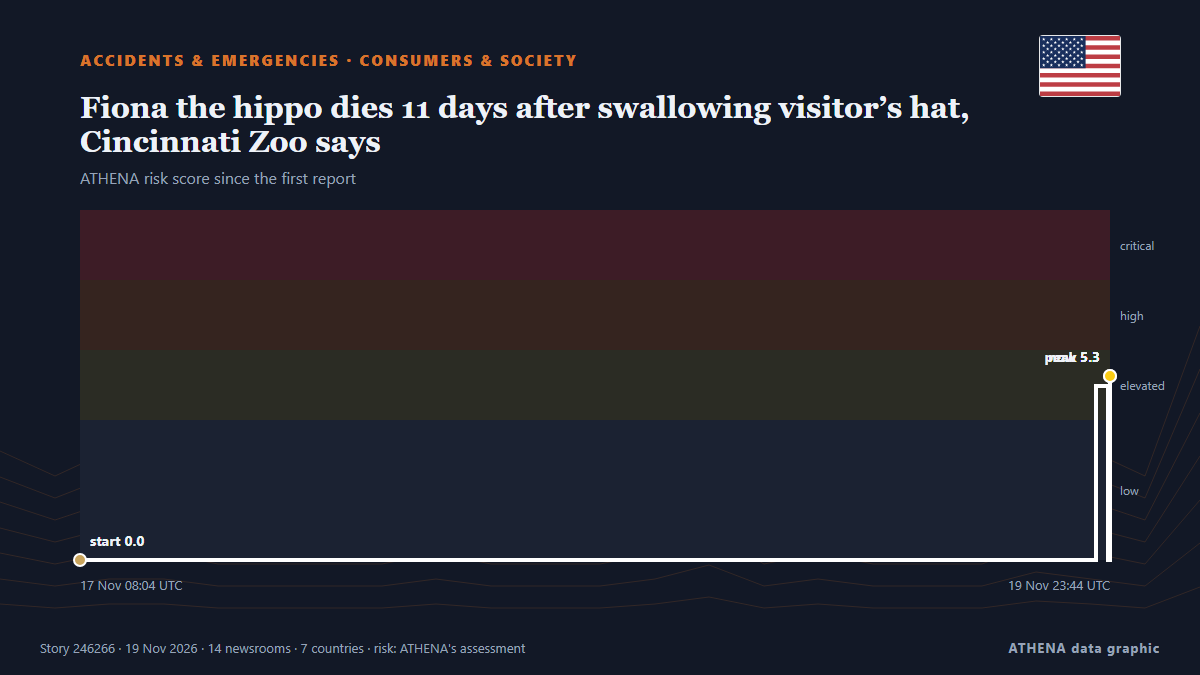 ACCIDENTS & EMERGENCIES · CONSUMERS & SOCIETY
Fiona the hippo dies 11 days after swallowing visitor’s hat,
Cincinnati Zoo says
ATHENA risk score since the first report
critical
high
peak 5.3
elevated
low
start 0.0
17 Nov 08:04 UTC
19 Nov 23:44 UTC
Story 246266 · 19 Nov 2026 · 14 newsrooms · 7 countries · risk: ATHENA's assessment
ATHENA data graphic